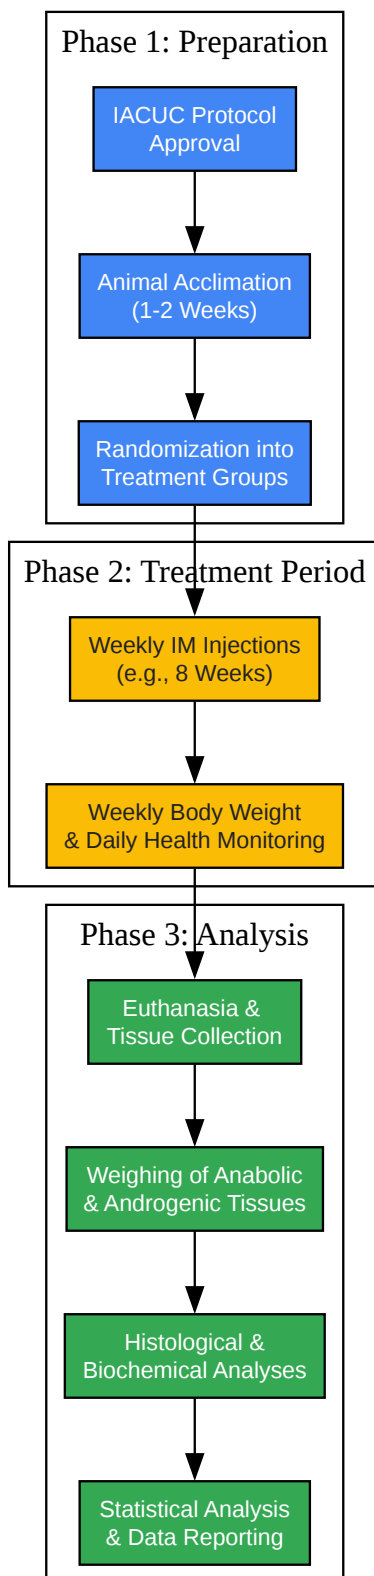 Phase 1: Preparation
IACUC Protocol
Approval
Animal Acclimation
(1-2 Weeks)
Randomization into
Treatment Groups
Phase 2: Treatment Period
Weekly IM Injections
(e.g., 8 Weeks)
Weekly Body Weight
& Daily Health Monitoring
Phase 3: Analysis
Euthanasia &
Tissue Collection
Weighing of Anabolic
& Androgenic Tissues
Histological &
Biochemical Analyses
Statistical Analysis
& Data Reporting